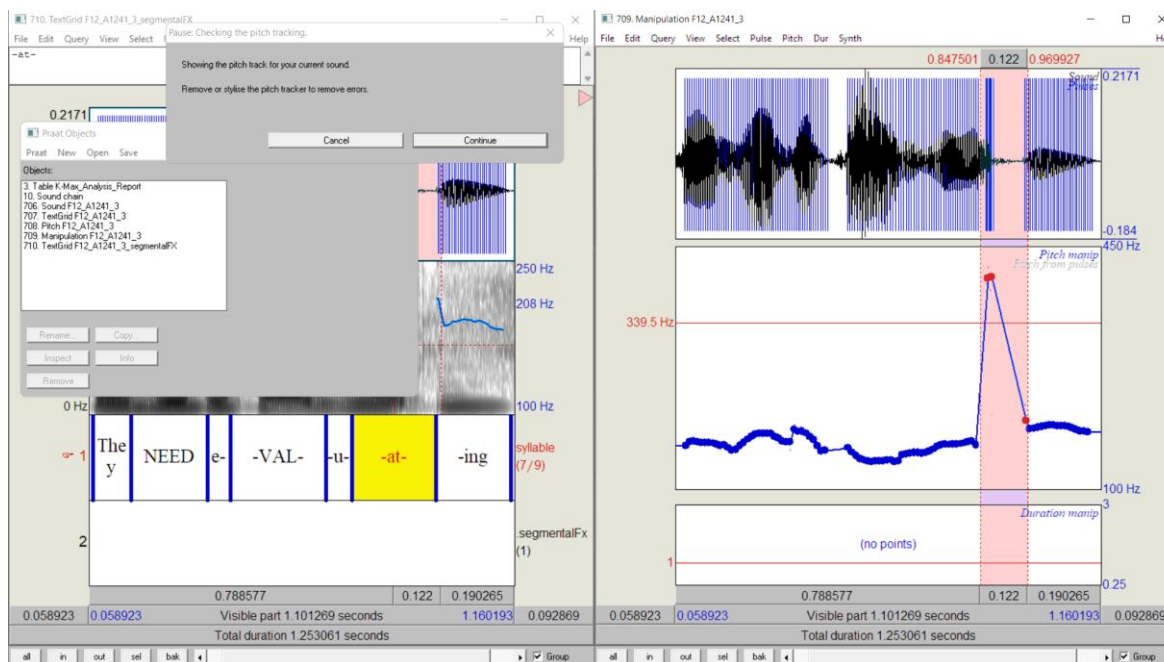 710. TextGrid F12_A1241_3_segmentalFX
File Edit Query View Select
Help
-at-
Pause: Checking the pitch tracking.
Showing the pitch track for your current sound.
Remove or stylise the pitch tracker to remove errors.
Cancel
Continue
0.2171
Praat Objects
Praat New Open Save
Objects:
3. Table K-Max_Analysis_Report
10. Sound chain
706. Sound F12_A1241_3
707. TextGrid F12_A1241_3
708. Pitch F12_A1241_3
709. Manipulation F12_A1241_3
710. TextGrid F12_A1241_3_segmentalFX
Rename...
Copy...
Inspect
Info
Remove
250 Hz
208 Hz
0 Hz
100 Hz
1
The
y
NEED
e-
-VAL-
-u-
-at-
-ing
syllable
(7/9)
2
.segmentalFx
(1)
0.788577
0.122
0.190265
0.058923
0.058923
Visible part 1.101269 seconds
1.160193
0.092869
Total duration 1.253061 seconds
all
in
out
sel
bak
Group
709. Manipulation F12_A1241_3
File Edit Query View Select Pulse Pitch Dur Synth
He
0.847501
0.122
0.969927
Sound
Pulses
0.2171
-0.184
450 Hz
Pitch manip
Pitch from pulses
339.5 Hz
100 Hz
3
Duration manip
(no points)
1
0.25
0.788577
0.122
0.190265
0.058923
0.058923
Visible part 1.101269 seconds
1.160193
0.092869
Total duration 1.253061 seconds
all
in
out
sel
bak
Group